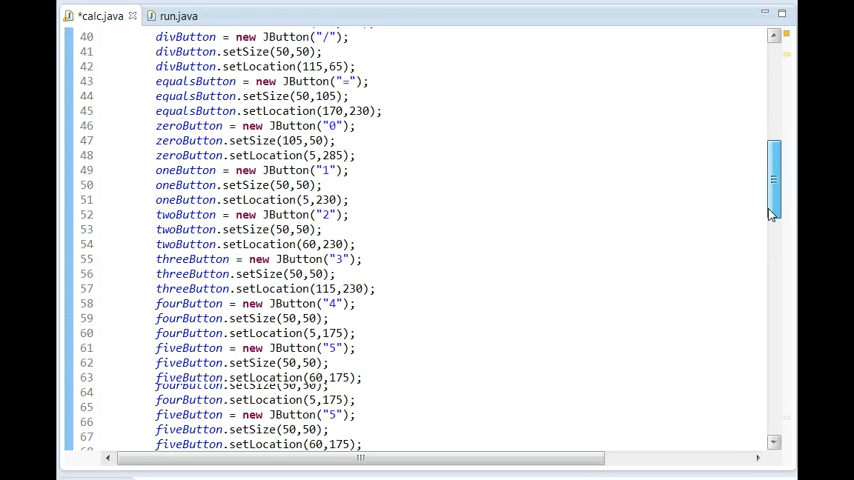 *calc.java run.java
40 divButton = new JButton("/");
41 divButton.setSize(50,50);
42 divButton.setLocation(115,65);
43 equalsButton = new JButton("=");
44 equalsButton.setSize(50,105);
45 equalsButton.setLocation(170,230);
46 zeroButton = new JButton("0");
47 zeroButton.setSize(105,50);
48 zeroButton.setLocation(5,285);
49 oneButton = new JButton("1");
50 oneButton.setSize(50,50);
51 oneButton.setLocation(5,230);
52 twoButton = new JButton("2");
53 twoButton.setSize(50,50);
54 twoButton.setLocation(60,230);
55 threeButton = new JButton("3");
56 threeButton.setSize(50,50);
57 threeButton.setLocation(115,230);
58 fourButton = new JButton("4");
59 fourButton.setSize(50,50);
60 fourButton.setLocation(5,175);
61 fiveButton = new JButton("5");
62 fiveButton.setSize(50,50);
63 fiveButton.setLocation(60,175);
64 fourButton.setSize(50,50);
65 fourButton.setLocation(5,175);
66 fiveButton = new JButton("5");
67 fiveButton.setSize(50,50);
fiveButton.setLocation(60,175);